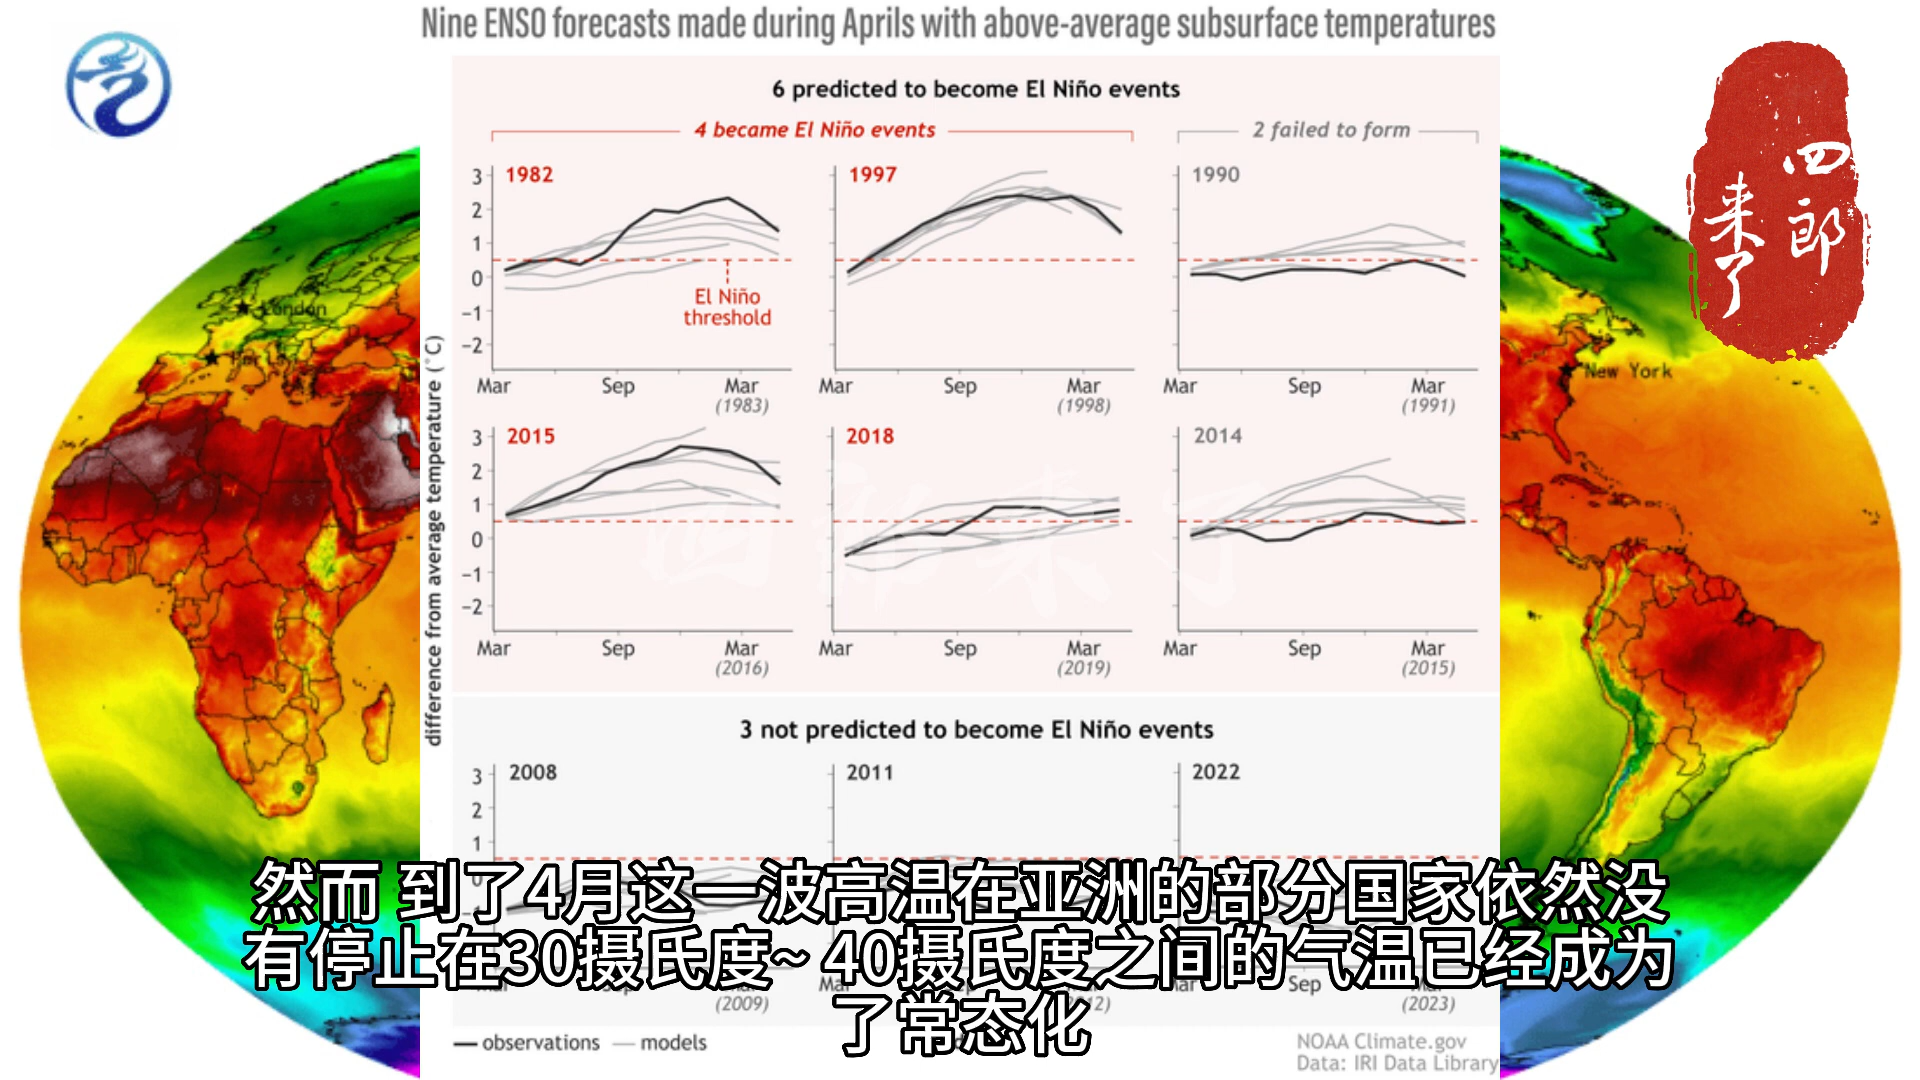 Nine ENSO forecasts made during Aprils with above-average subsurface temperatures
6 predicted to become El Niño events
4 became El Niño events
2 failed to form
四郎
来了
London
New York
difference from average temperature (°C)
1982
3
2
1
0
−1
−2
El Niño
threshold
Mar Sep Mar
(1983)
1997
Mar Sep Mar
(1998)
1990
Mar Sep Mar
(1991)
2015
3
2
1
0
−1
−2
Mar Sep Mar
(2016)
2018
Mar Sep Mar
(2019)
2014
Mar Sep Mar
(2015)
四郎来了
3 not predicted to become El Niño events
2008
3
2
1
0
(2009)
2011
2022
Sep
(2023)
然而 到了4月这一波高温在亚洲的部分国家依然没
有停止在30摄氏度~ 40摄氏度之间的气温已经成为
了常态化
observations models
NOAA Climate.gov
Data: IRI Data Library